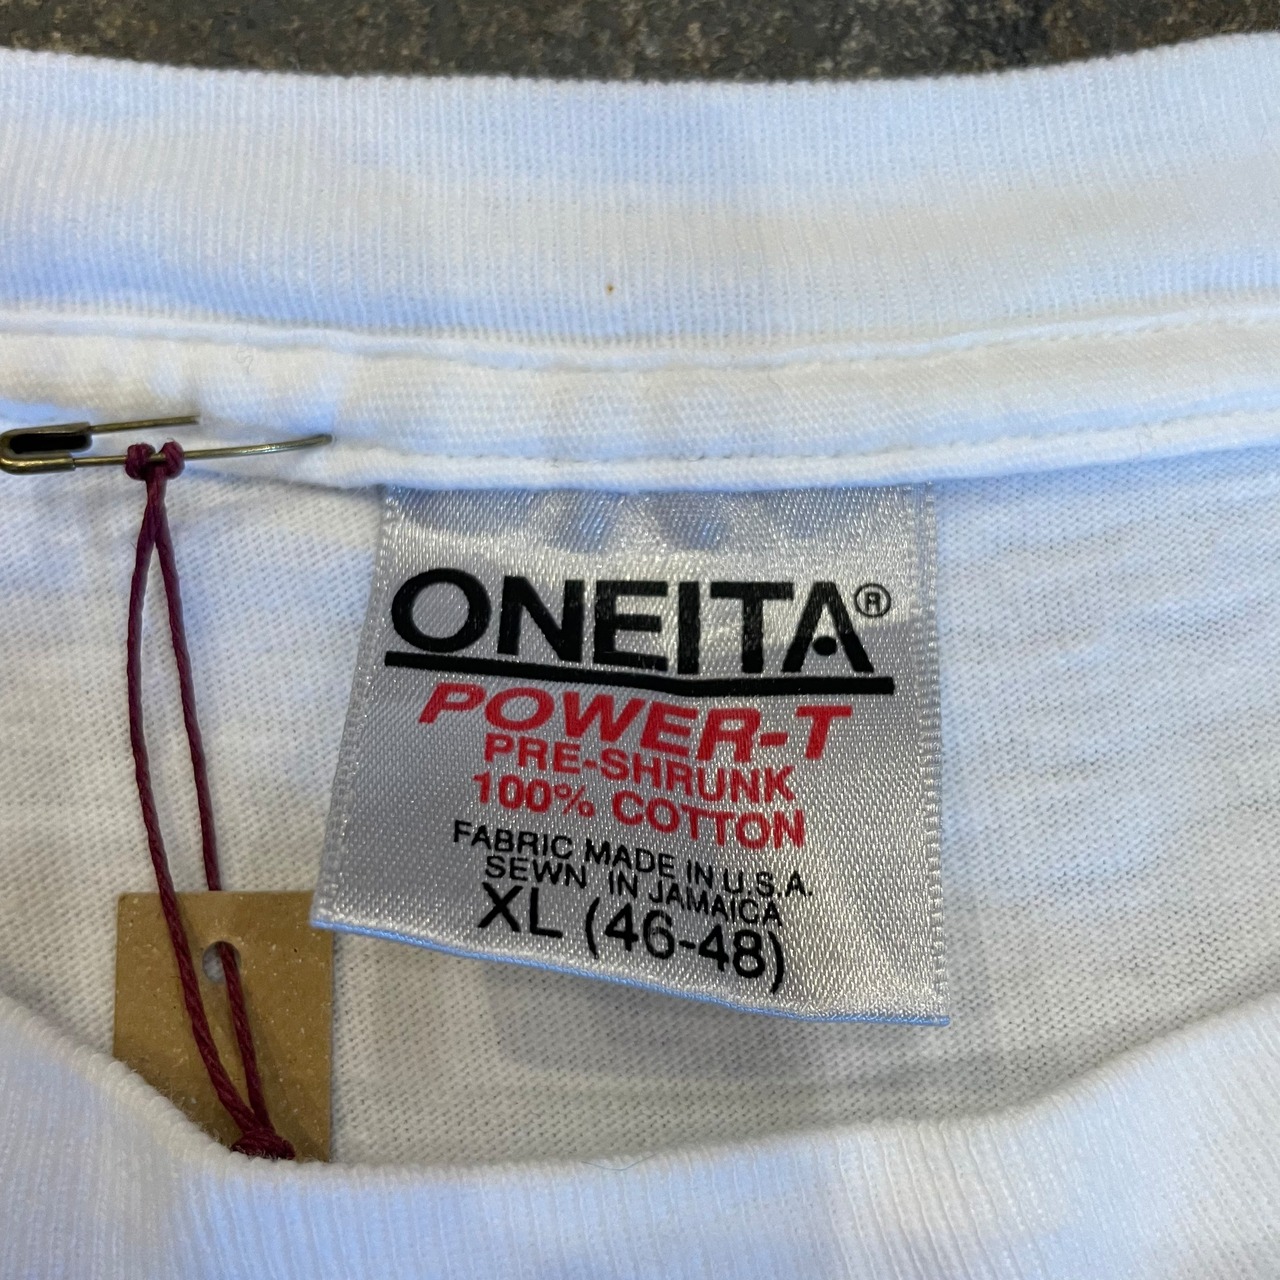 ONEITA®
POWER-T
PRE-SHRUNK
100% COTTON
FABRIC MADE IN U.S.A.
SEWN IN JAMAICA
XL (46-48)